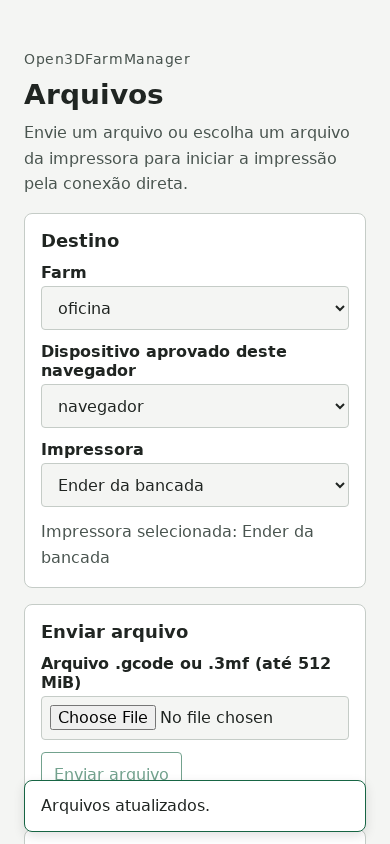 Open3DFarmManager
Arquivos
Envie um arquivo ou escolha um arquivo
da impressora para iniciar a impressão
pela conexão direta.
Destino
Farm
oficina
Dispositivo aprovado deste
navegador
navegador
Impressora
Ender da bancada
Impressora selecionada: Ender da
bancada
Enviar arquivo
Arquivo .gcode ou .3mf (até 512
MiB)
Choose File No file chosen
Enviar arquivo
Arquivos atualizados.